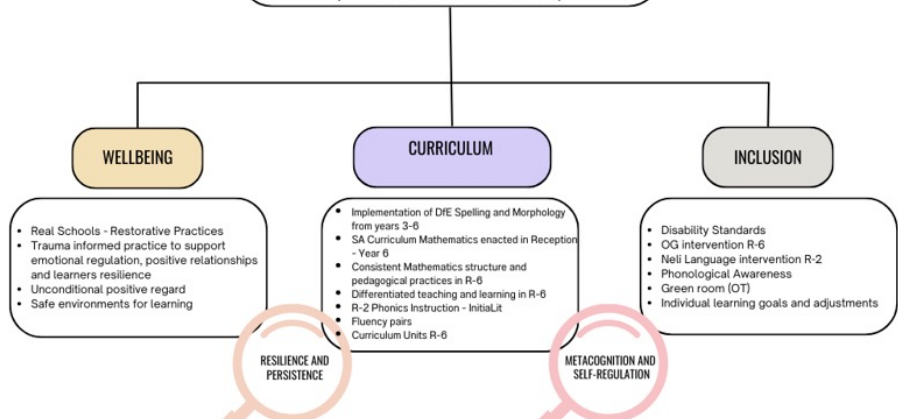 WELLBEING
Real Schools - Restorative Practices
Trauma informed practice to support
emotional regulation, positive relationships
and learners resilience
Unconditional positive regard
Safe environments for learning
CURRICULUM
Implementation of DfE Spelling and Morphology
from years 3-6
SA Curriculum Mathematics enacted in Reception
- Year 6
Consistent Mathematics structure and
pedagogical practices in R-6
Differentiated teaching and learning in R-6
R-2 Phonics Instruction - InitiaLit
Fluency pairs
Curriculum Units R-6
INCLUSION
Disability Standards
OG intervention R-6
Neli Language intervention R-2
Phonological Awareness
Green room (OT)
Individual learning goals and adjustments
RESILIENCE AND
PERSISTENCE
METACOGNITION AND
SELF-REGULATION